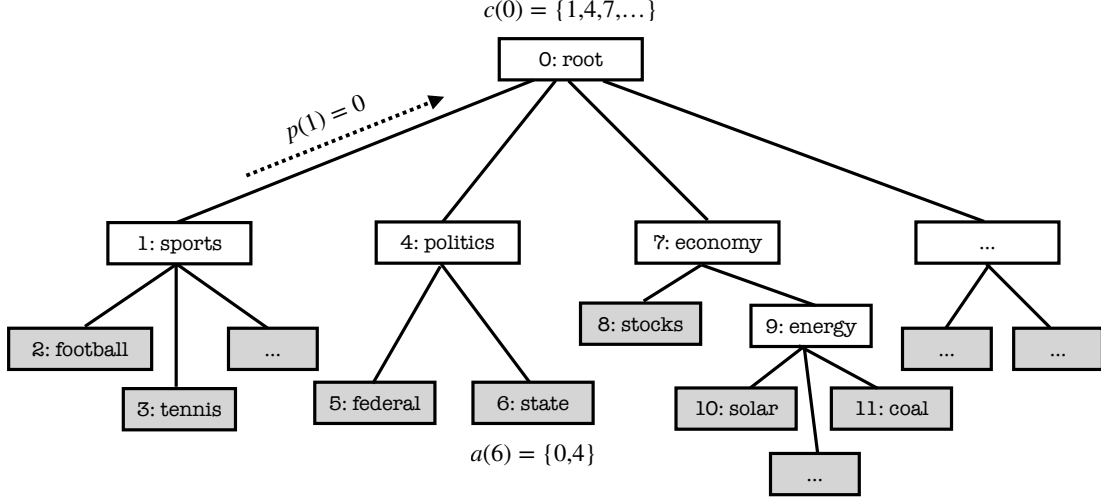 c(0) = {1,4,7,…}
0: root
p(1) = 0
1: sports
4: politics
7: economy
...
2: football
...
8: stocks
9: energy
...
...
3: tennis
5: federal
6: state
10: solar
11: coal
a(6) = {0,4}
...